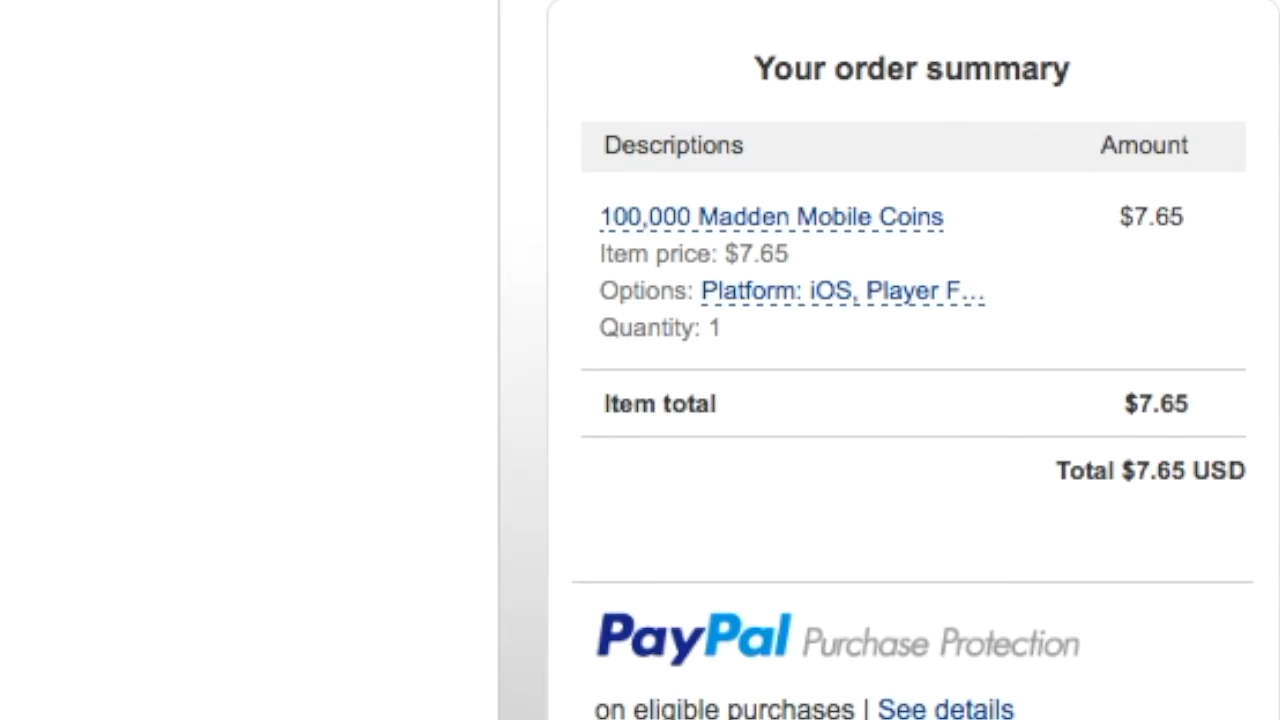 Your order summary
Descriptions Amount
100,000 Madden Mobile Coins $7.65
Item price: $7.65
Options: Platform: iOS, Player F...
Quantity: 1
Item total $7.65
Total $7.65 USD
PayPal Purchase Protection
on eligible purchases | See details